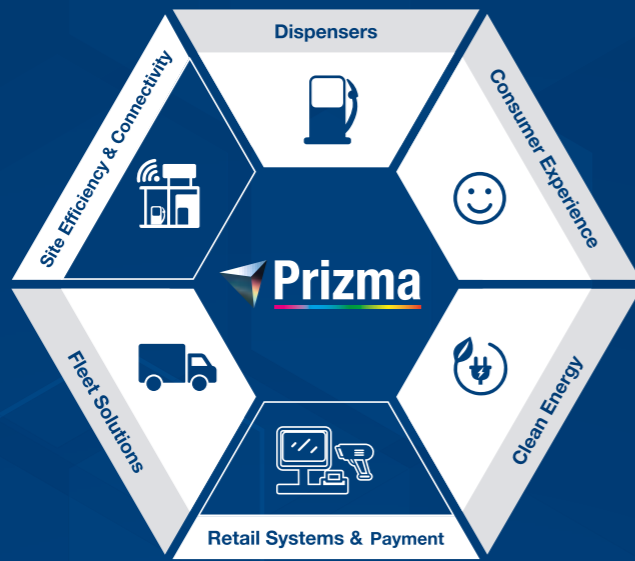 Dispensers
Consumer Experience
Site Efficiency & Connectivity
Prizma
Fleet Solutions
Clean Energy
Retail Systems & Payment